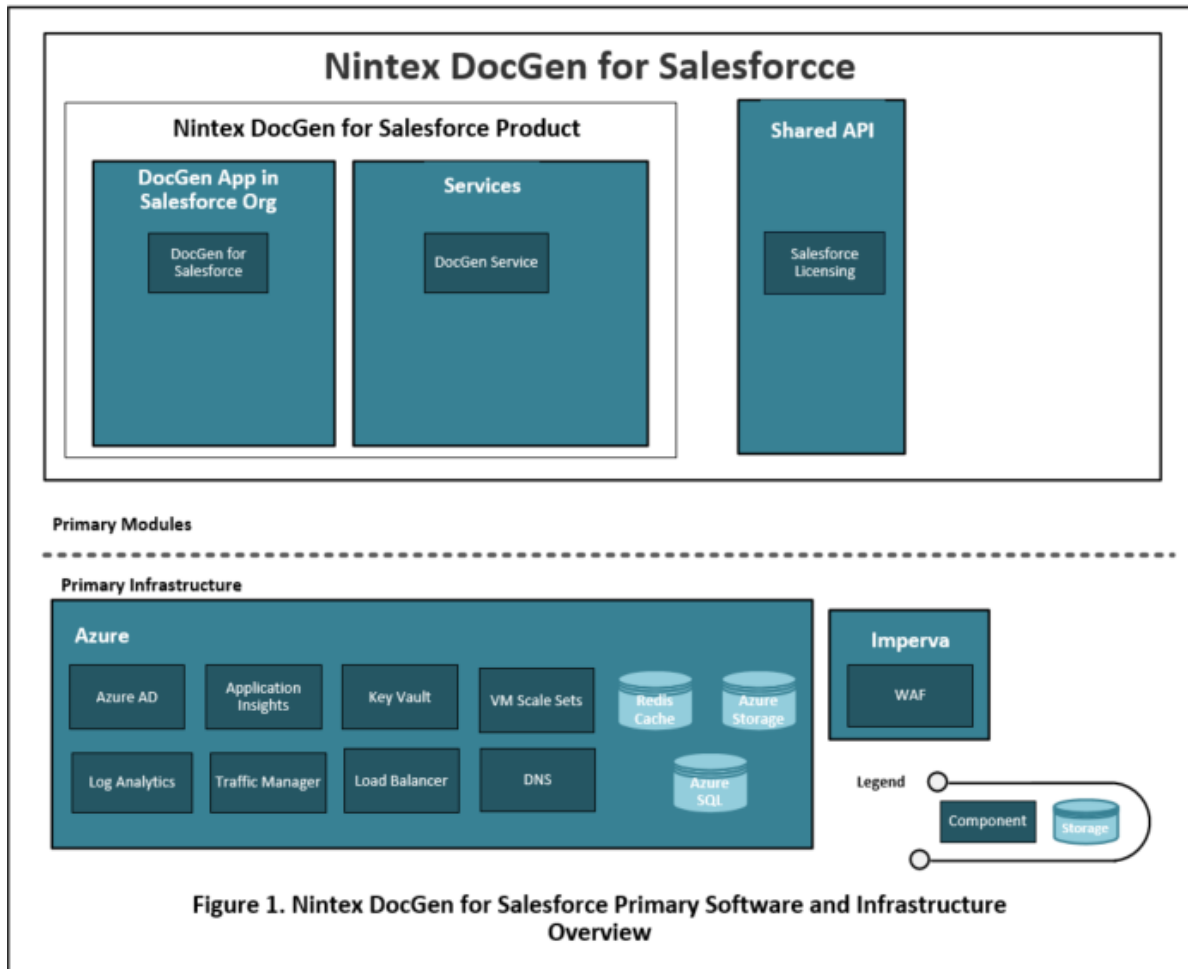 Nintex DocGen for Salesforcce
Nintex DocGen for Salesforce Product
DocGen App in
Salesforce Org
DocGen for
Salesforce
Services
DocGen Service
Shared API
Salesforce
Licensing
Primary Modules
Primary Infrastructure
Azure
Azure AD
Application
Insights
Key Vault
VM Scale Sets
Redis
Cache
Azure
Storage
Log Analytics
Traffic Manager
Load Balancer
DNS
Azure
SQL
Imperva
WAF
Legend
Component
Storage
Figure 1. Nintex DocGen for Salesforce Primary Software and Infrastructure
Overview